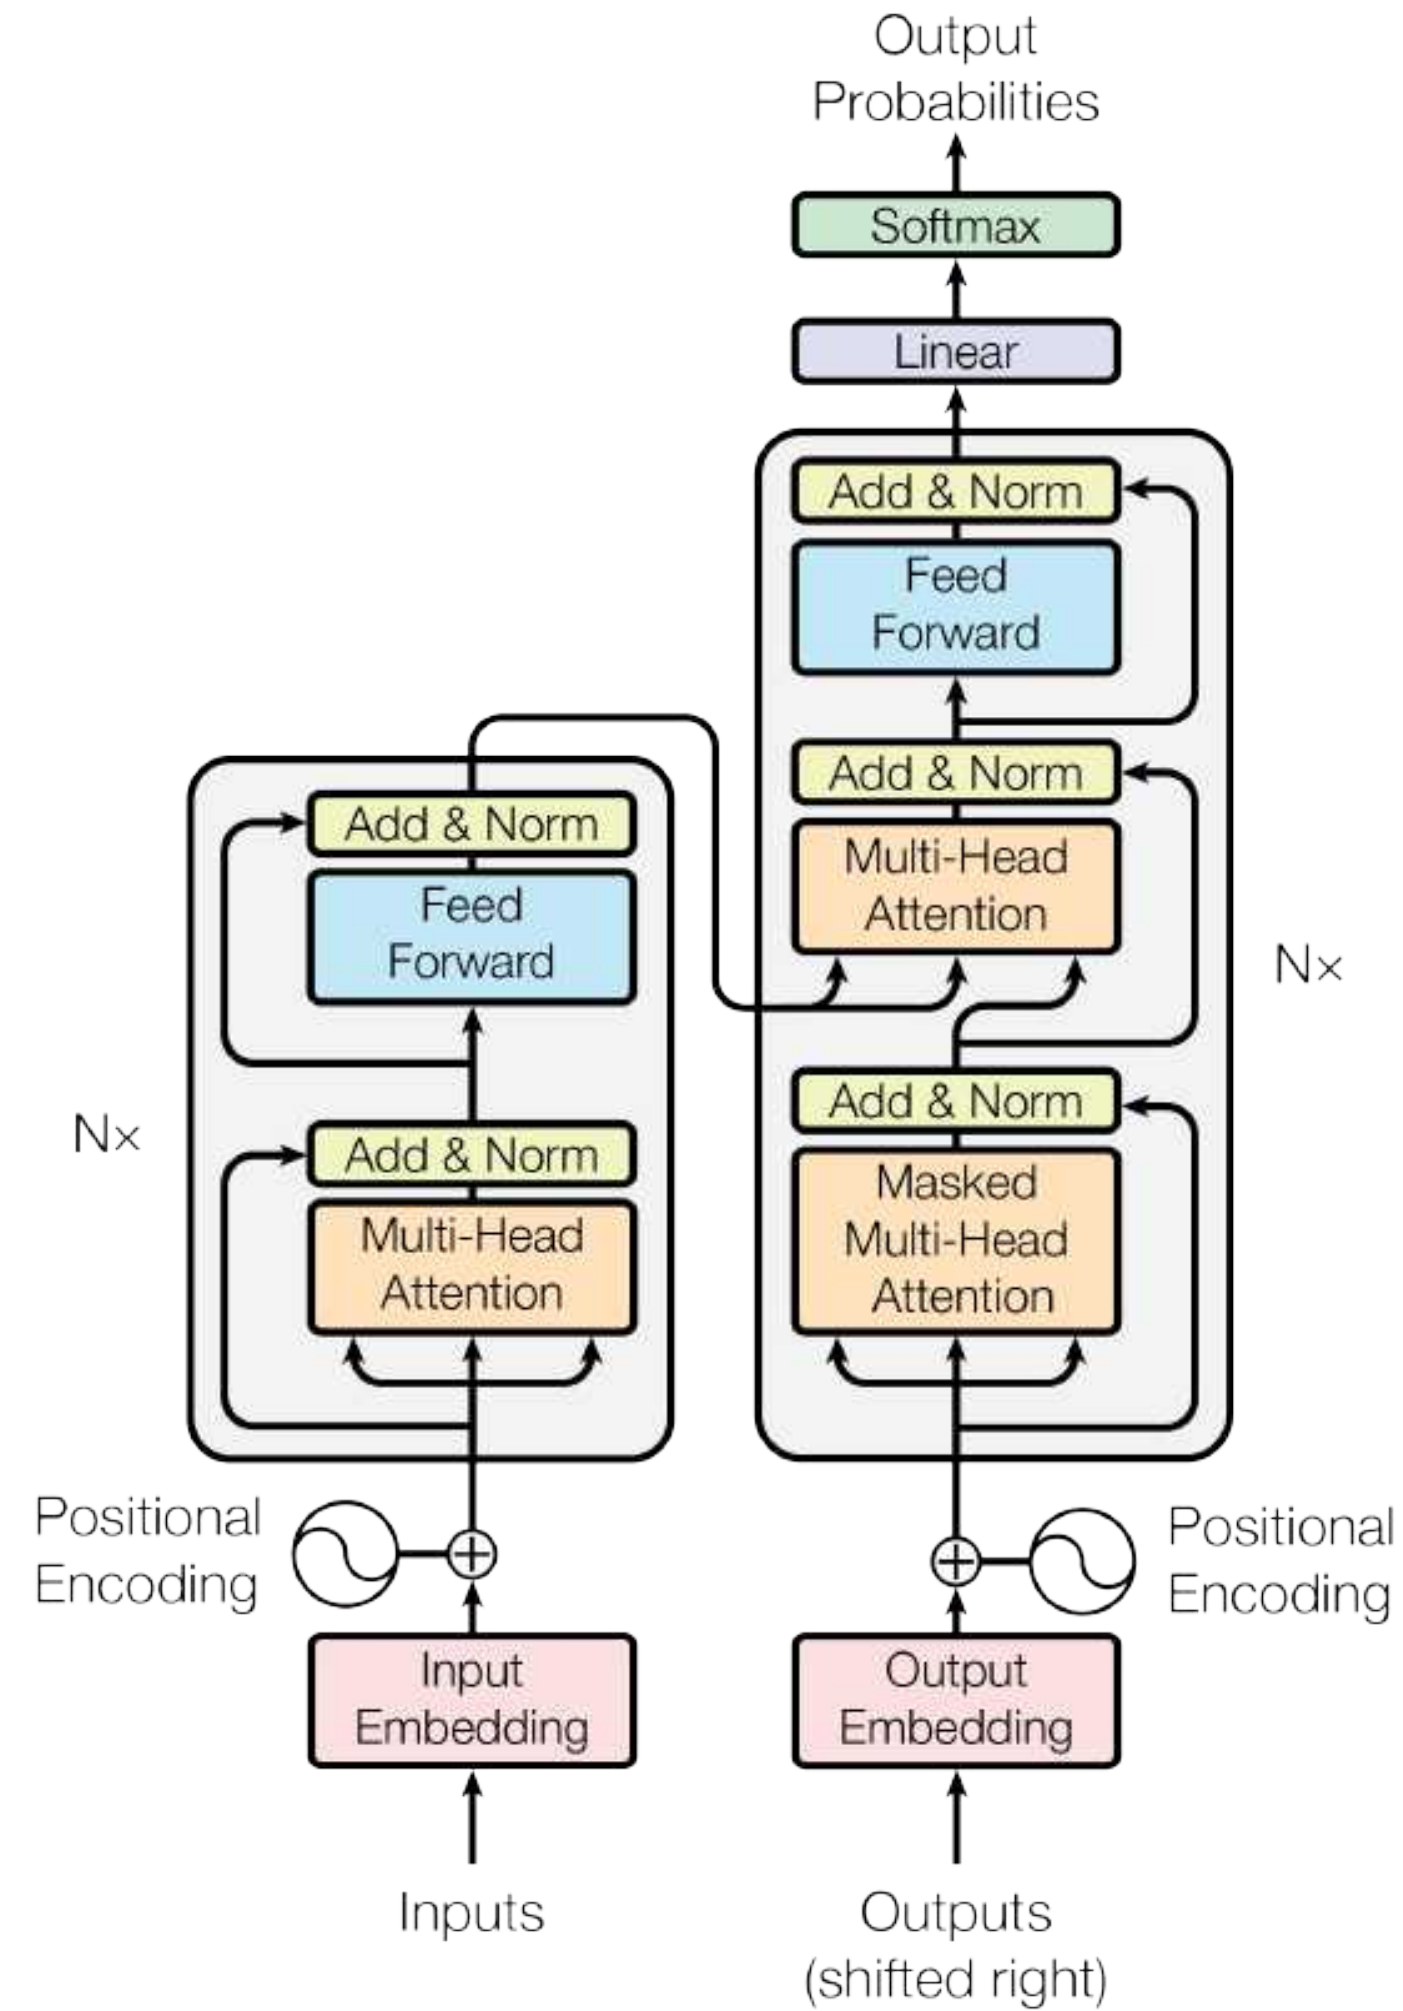 Output
Probabilities
Softmax
Linear
Add & Norm
Feed
Forward
Add & Norm
Multi-Head
Attention
Nx
Add & Norm
Masked
Multi-Head
Attention
Add & Norm
Feed
Forward
Nx
Add & Norm
Multi-Head
Attention
Positional
Encoding
Positional
Encoding
Input
Embedding
Output
Embedding
Inputs
Outputs
(shifted right)